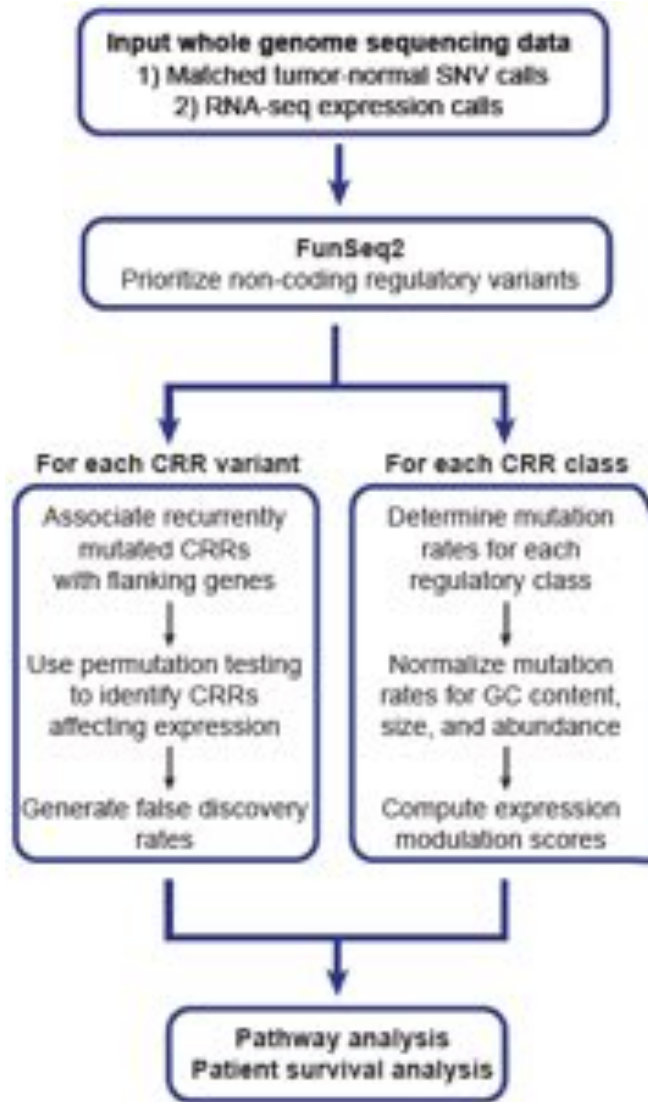 Input whole genome sequencing data
1) Matched tumor-normal SNV calls
2) RNA-seq expression calls
FunSeq2
Prioritize non-coding regulatory variants
For each CRR variant
Associate recurrently
mutated CRRs
with flanking genes
Use permutation testing
to identify CRRs
affecting expression
Generate false discovery
rates
For each CRR class
Determine mutation
rates for each
regulatory class
Normalize mutation
rates for GC content,
size, and abundance
Compute expression
modulation scores
Pathway analysis
Patient survival analysis